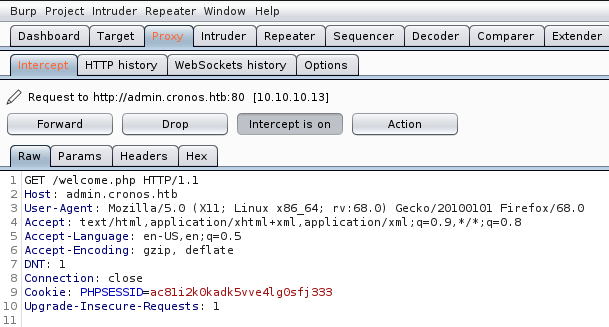 Burp Project Intruder Repeater Window Help
Dashboard Target Proxy Intruder Repeater Sequencer Decoder Comparer Extender
Intercept HTTP history WebSockets history Options
Request to http://admin.cronos.htb:80 [10.10.10.13]
Forward Drop Intercept is on Action
Raw Params Headers Hex
1 GET /welcome.php HTTP/1.1
2 Host: admin.cronos.htb
3 User-Agent: Mozilla/5.0 (X11; Linux x86_64; rv:68.0) Gecko/20100101 Firefox/68.0
4 Accept: text/html,application/xhtml+xml,application/xml;q=0.9,*/*;q=0.8
5 Accept-Language: en-US,en;q=0.5
6 Accept-Encoding: gzip, deflate
7 DNT: 1
8 Connection: close
9 Cookie: PHPSESSID=ac81i2k0kadk5vve4lg0sfj333
10 Upgrade-Insecure-Requests: 1
11